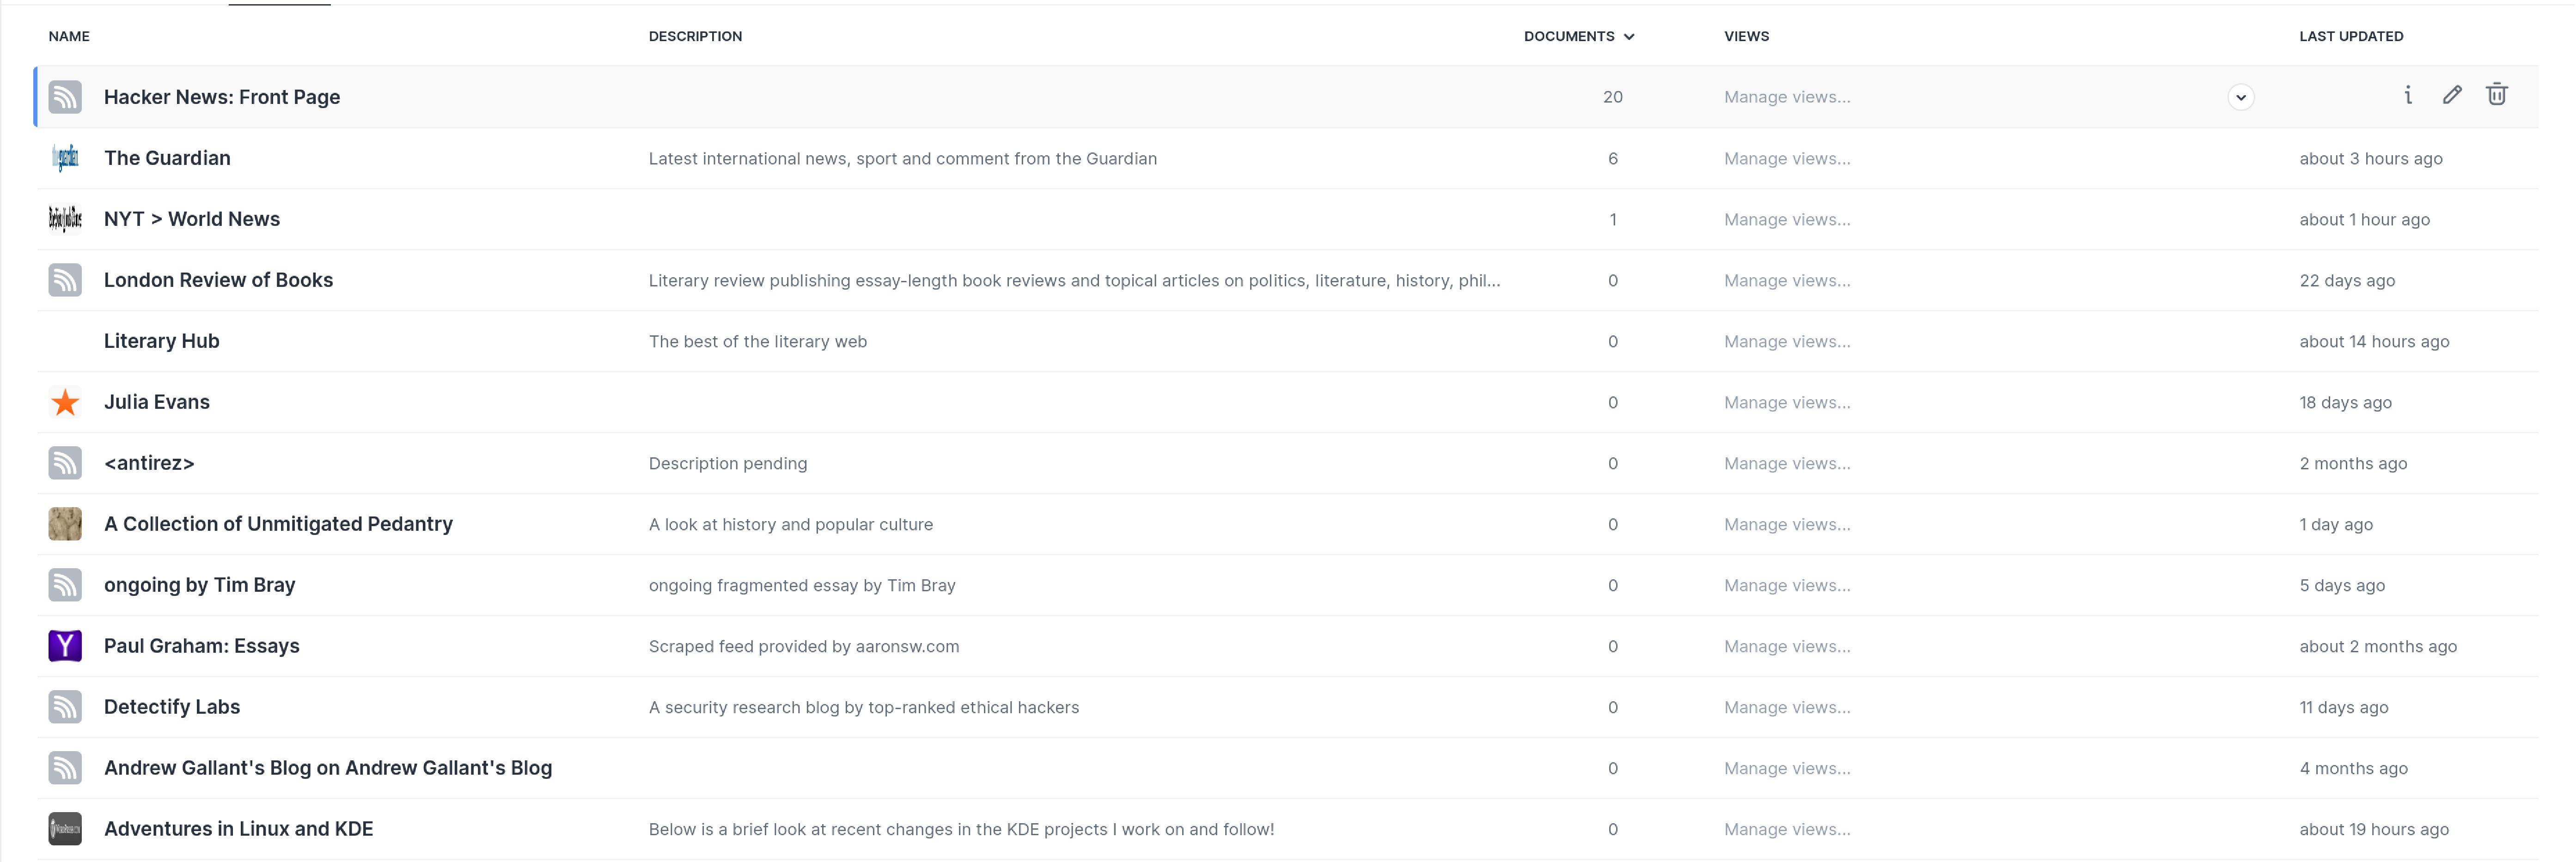 NAME DESCRIPTION DOCUMENTS VIEWS LAST UPDATED
Hacker News: Front Page 20 Manage views...
The Guardian Latest international news, sport and comment from the Guardian 6 Manage views... about 3 hours ago
NYT > World News 1 Manage views... about 1 hour ago
London Review of Books Literary review publishing essay-length book reviews and topical articles on politics, literature, history, phil... 0 Manage views... 22 days ago
Literary Hub The best of the literary web 0 Manage views... about 14 hours ago
Julia Evans 0 Manage views... 18 days ago
<antirez> Description pending 0 Manage views... 2 months ago
A Collection of Unmitigated Pedantry A look at history and popular culture 0 Manage views... 1 day ago
ongoing by Tim Bray ongoing fragmented essay by Tim Bray 0 Manage views... 5 days ago
Y Paul Graham: Essays Scraped feed provided by aaronsw.com 0 Manage views... about 2 months ago
Detectify Labs A security research blog by top-ranked ethical hackers 0 Manage views... 11 days ago
Andrew Gallant's Blog on Andrew Gallant's Blog 0 Manage views... 4 months ago
Adventures in Linux and KDE Below is a brief look at recent changes in the KDE projects I work on and follow! 0 Manage views... about 19 hours ago